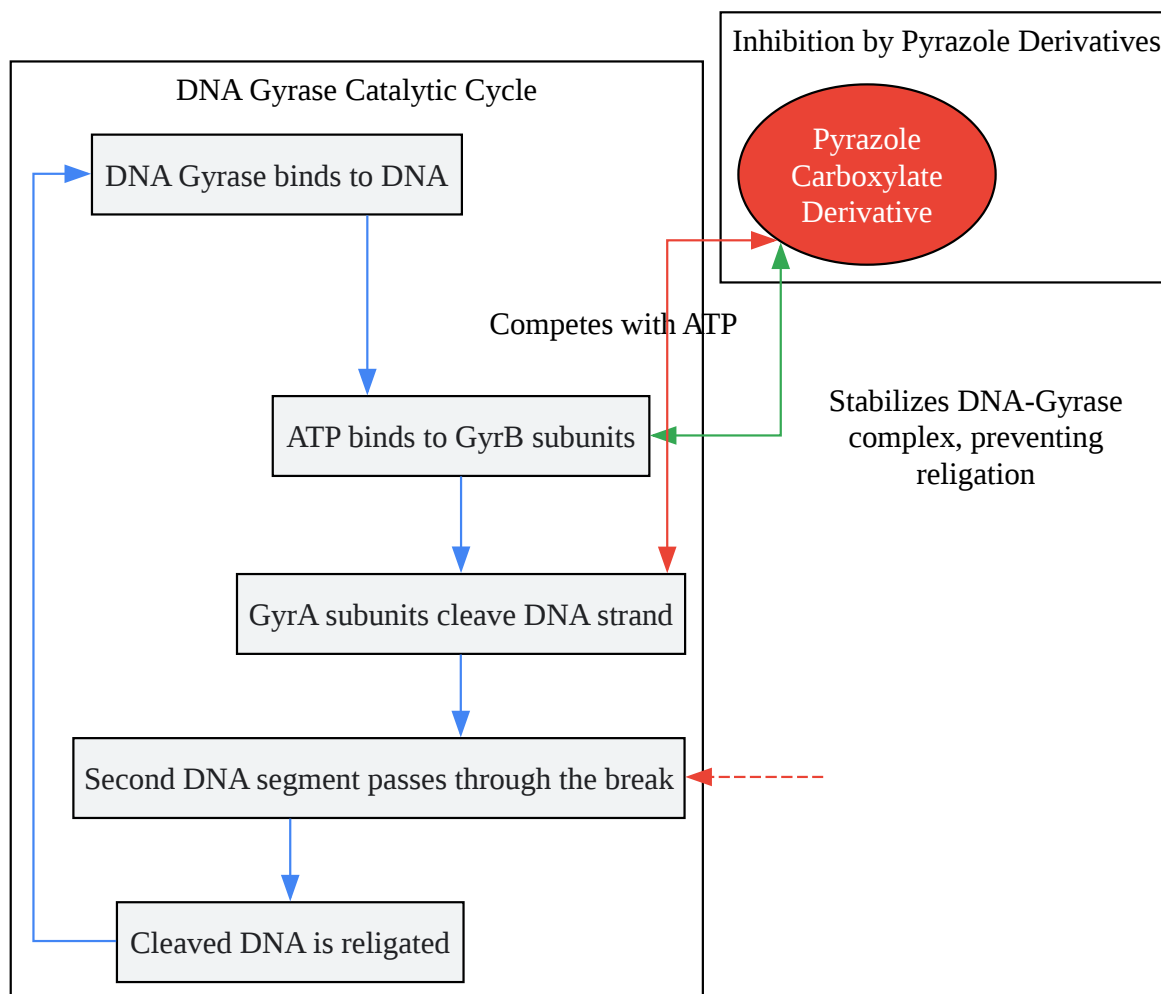 Inhibition by Pyrazole Derivatives
DNA Gyrase Catalytic Cycle
Pyrazole
Carboxylate
Derivative
DNA Gyrase binds to DNA
Competes with ATP
Stabilizes DNA-Gyrase
complex, preventing
religation
ATP binds to GyrB subunits
GyrA subunits cleave DNA strand
Second DNA segment passes through the break
Cleaved DNA is religated